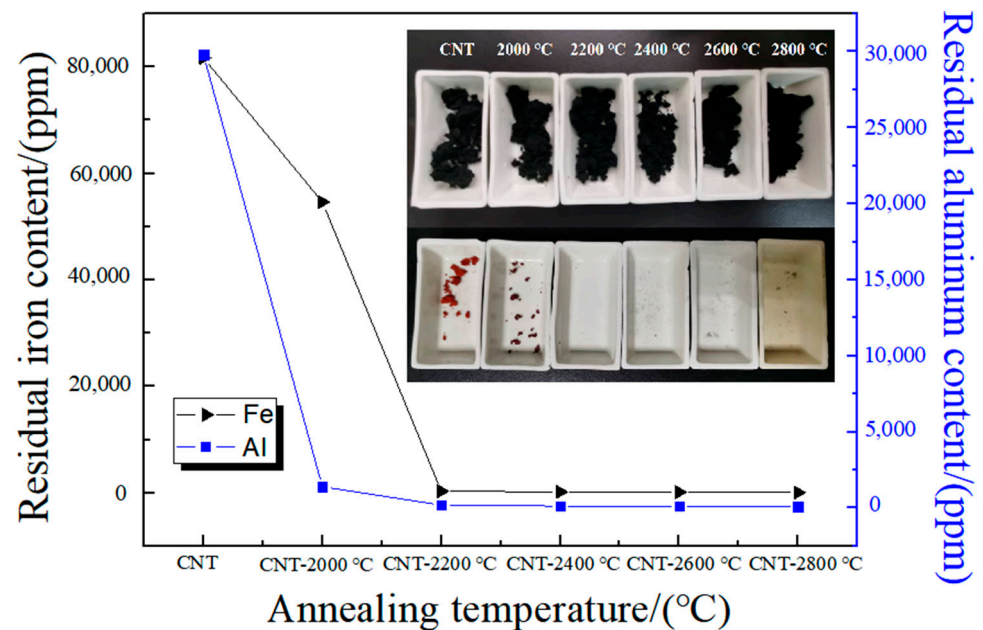 Residual iron content/(ppm)
80,000
60,000
40,000
20,000
0
CNT 2000 °C 2200 °C 2400 °C 2600 °C 2800 °C
Fe
Al
30,000
25,000
20,000
15,000
10,000
5,000
0
Residual aluminum content/(ppm)
CNT CNT-2000 °C CNT-2200 °C CNT-2400 °C CNT-2600 °C CNT-2800 °C
Annealing temperature/(°C)